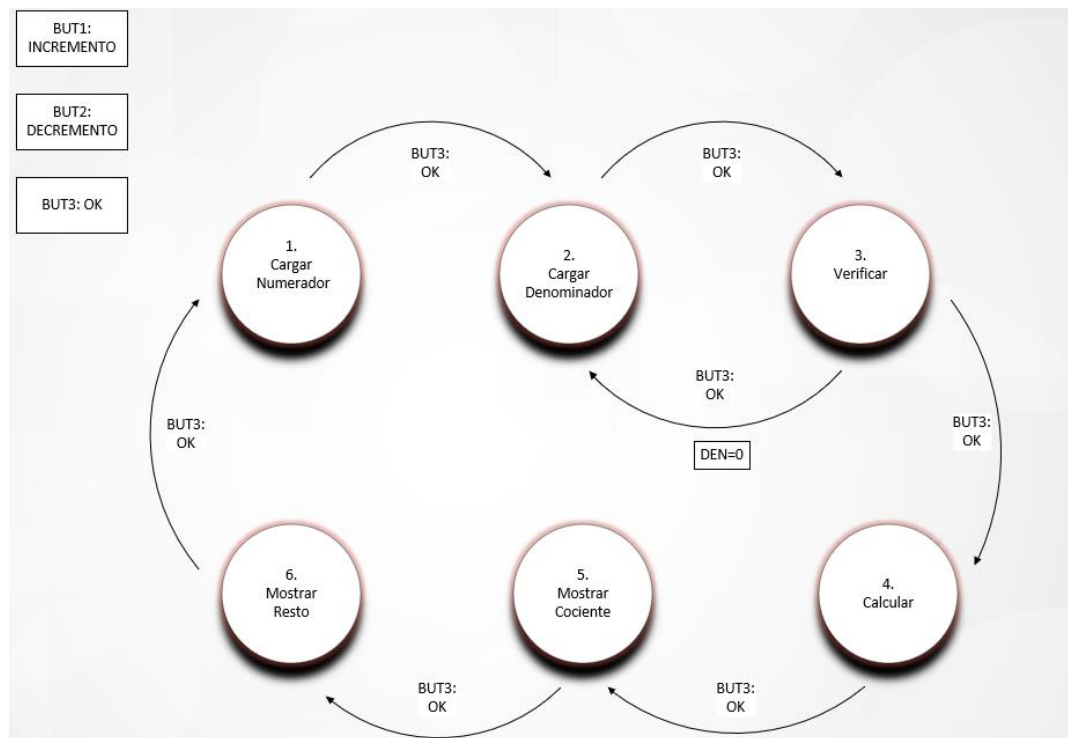 BUT1:
INCREMENTO
BUT2:
DECREMENTO
BUT3: OK
BUT3:
OK
BUT3:
OK
1.
Cargar
Numerador
2.
Cargar
Denominador
3.
Verificar
BUT3:
OK
DEN=0
BUT3:
OK
BUT3:
OK
6.
Mostrar
Resto
5.
Mostrar
Cociente
4.
Calcular
BUT3:
OK
BUT3:
OK